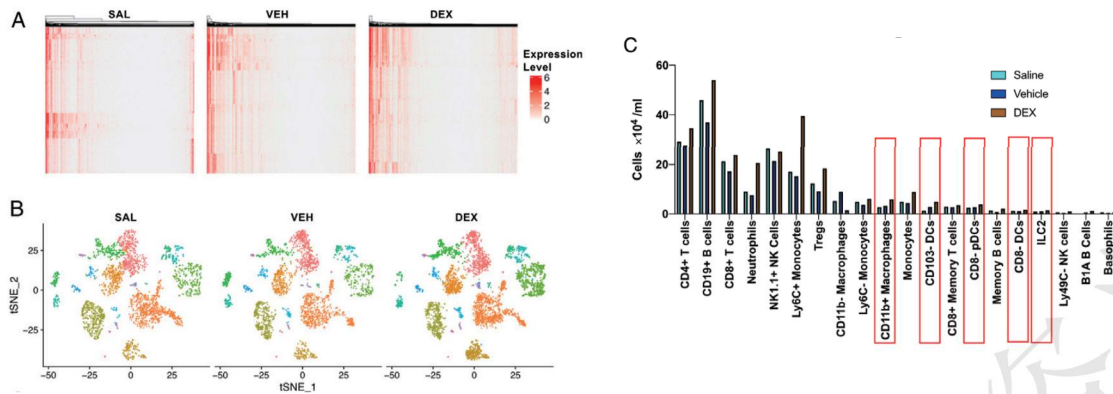 A
SAL
VEH
DEX
Expression
Level
6
4
2
0
B
SAL
VEH
DEX
tSNE_2
25
0
−25
−50
−25
0
25
−50
−25
0
25
−50
−25
0
25
tSNE_1
C
Cells ×10⁴ /ml
60
40
20
0
Saline
Vehicle
DEX
CD4+ T cells
CD19+ B cells
CD8+ T cells
Neutrophils
NK1.1+ NK Cells
Ly6C+ Monocytes
Tregs
CD11b- Macrophages
Ly6C- Monocytes
CD11b+ Macrophages
Monocytes
CD103- DCs
CD8+ Memory T cells
CD8- pDCs
Memory B cells
CD8- DCs
ILC2
Ly49C- NK cells
B1A B Cells
Basophils